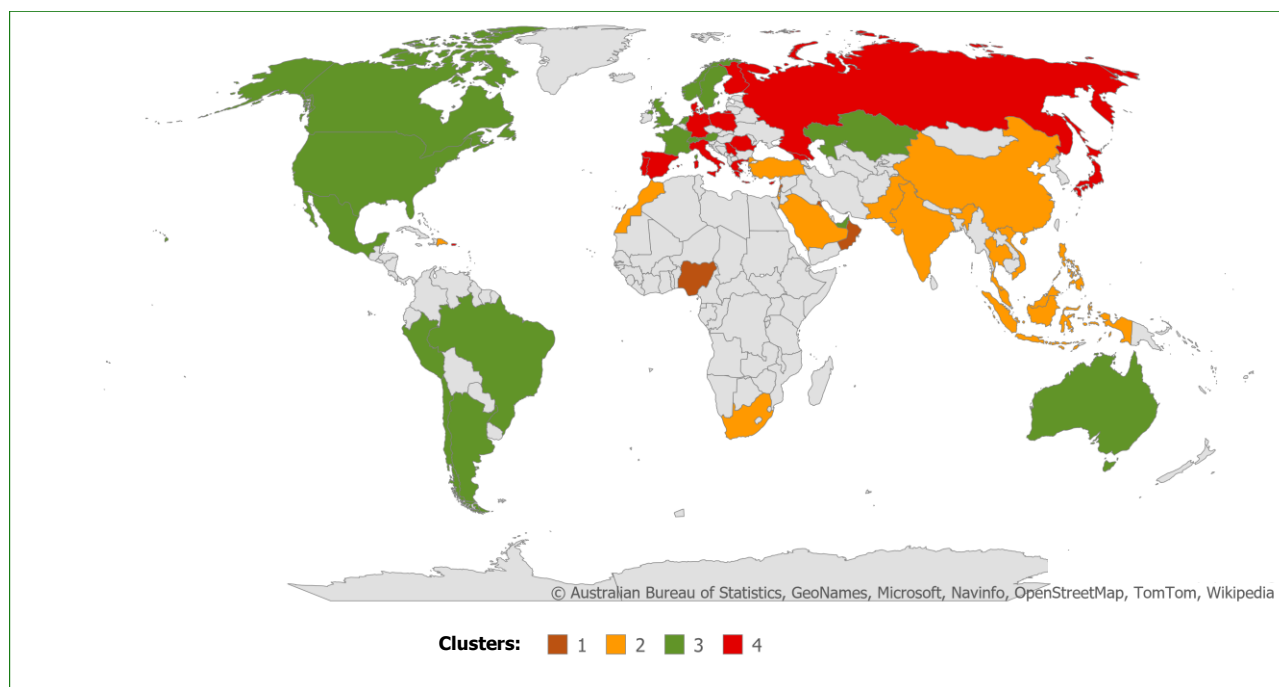 © Australian Bureau of Statistics, GeoNames, Microsoft, Navinfo, OpenStreetMap, TomTom, Wikipedia
Clusters: 1 2 3 4